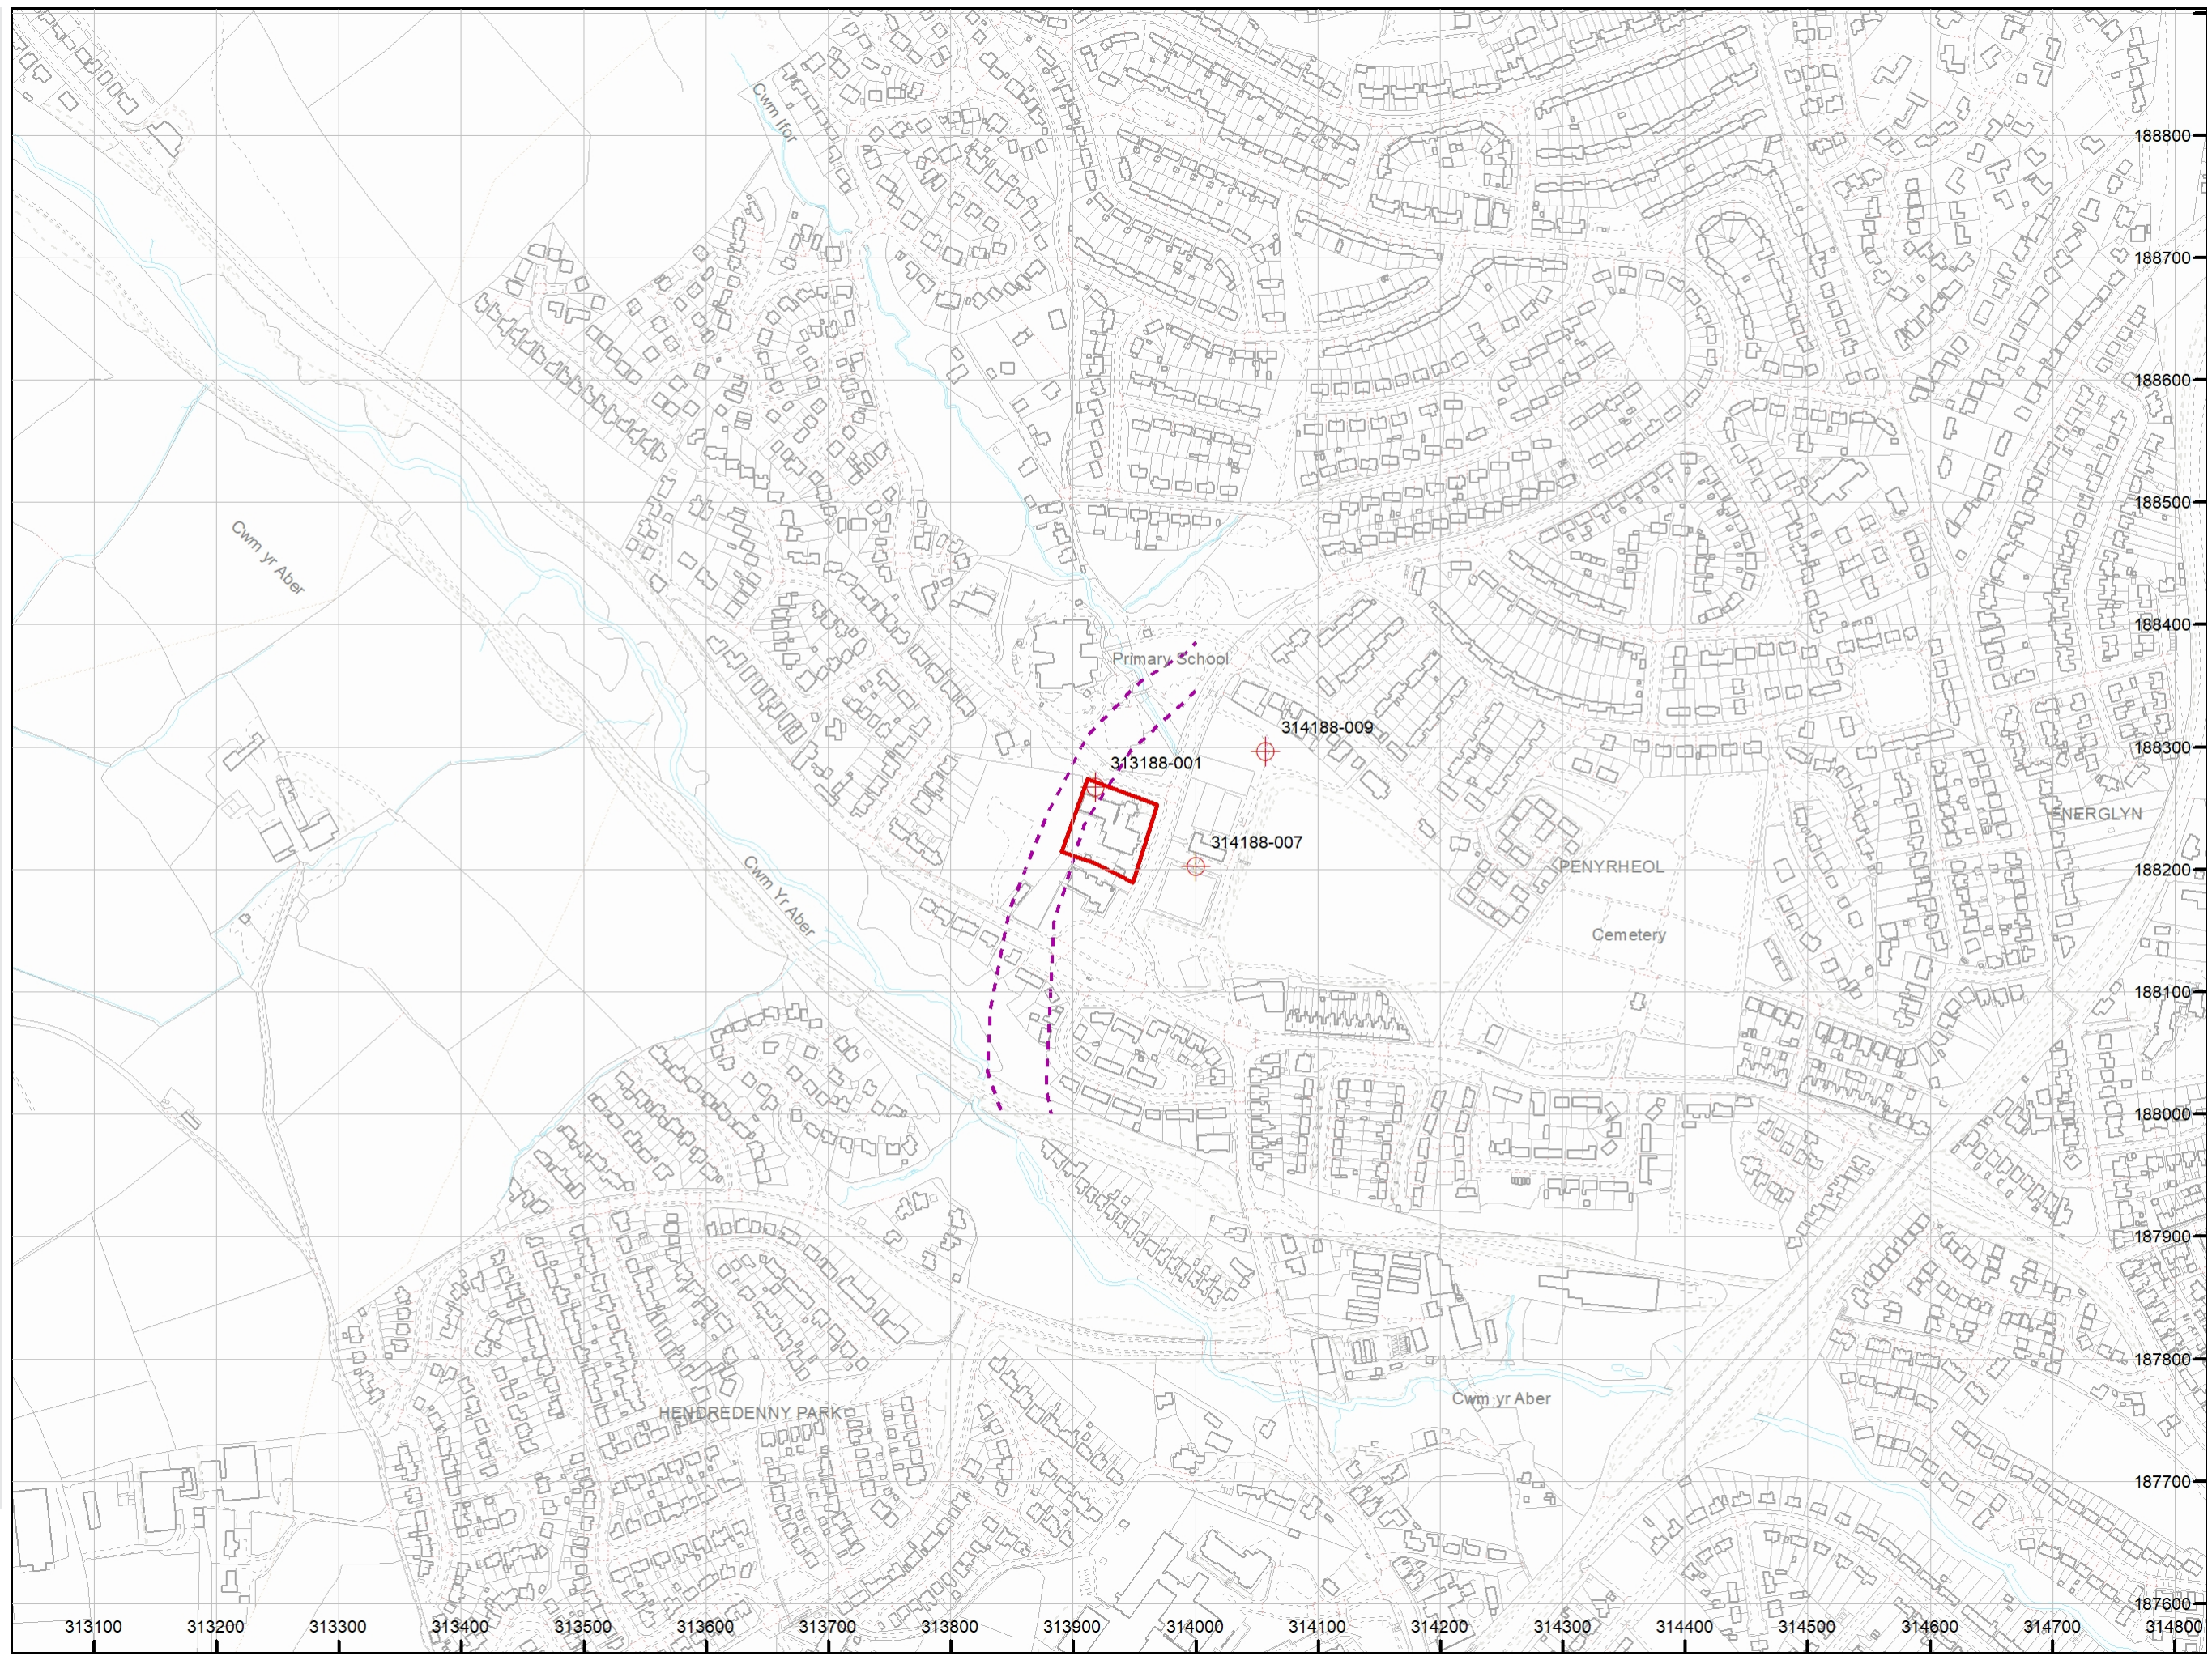 Cwm Ifor
188800
188700
188600
188500
Cwm yr Aber
188400
Primary School
314188-009
188300
313188-001
ENERGLYN
314188-007
PENYRHEOL
188200
Cwm Yr Aber
Cemetery
188100
188000
187900
187800
Cwm yr Aber
HENDREDENNY PARK
187700
187600
313100 313200 313300 313400 313500 313600 313700 313800 313900 314000 314100 314200 314300 314400 314500 314600 314700 314800